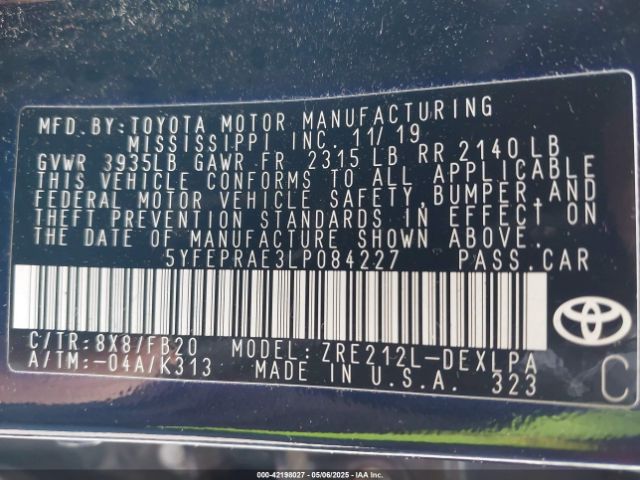 MFD.BY:TOYOTA MOTOR MANUFACTURING
MISSISSIPPI INC. 11/19
GVWR 3935LB GAWR FR 2315 LB RR 2140 LB
THIS VEHICLE CONFORMS TO ALL APPLICABLE
FEDERAL MOTOR VEHICLE SAFETY,BUMPER,AND
THEFT PREVENTION STANDARDS IN EFFECT ON
THE DATE OF MANUFACTURE SHOWN ABOVE.
5YFEPRAE3LP084227 PASS.CAR
C/TR:8X8/FB20 MODEL: ZRE212L-DEXLPA
A/TM:-04A/K313 MADE IN U.S.A. 323
C
000-42198027 05/06/2025 IAAI.COM